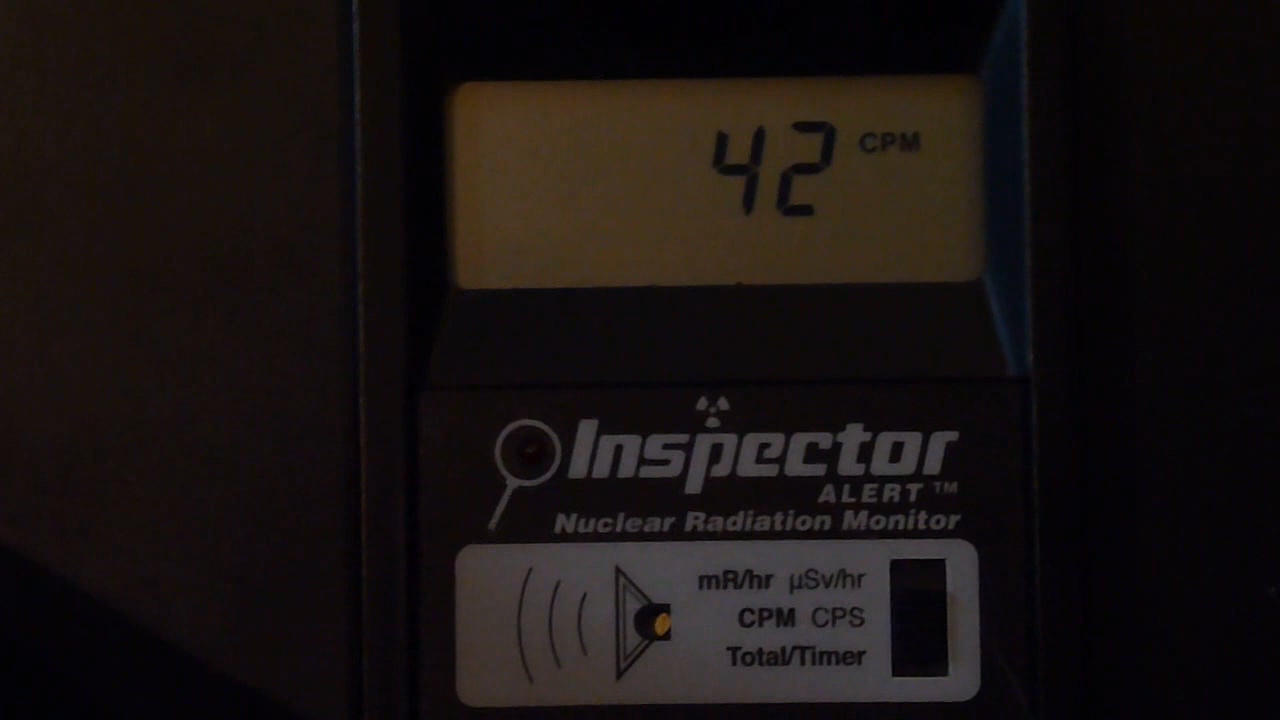 42 CPM
Inspector
ALERT™
Nuclear Radiation Monitor
mR/hr µSv/hr
CPM CPS
Total/Timer